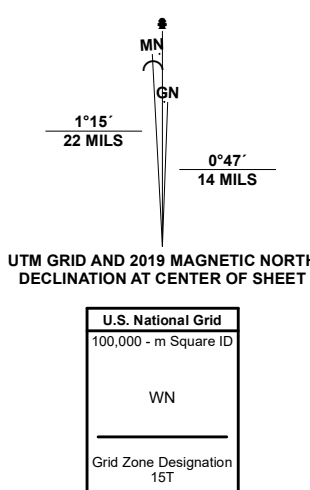 MN
GN
1°15´
22 MILS
0°47´
14 MILS
UTM GRID AND 2019 MAGNETIC NORTH
DECLINATION AT CENTER OF SHEET
U.S. National Grid
100,000 - m Square ID
WN
Grid Zone Designation
15T